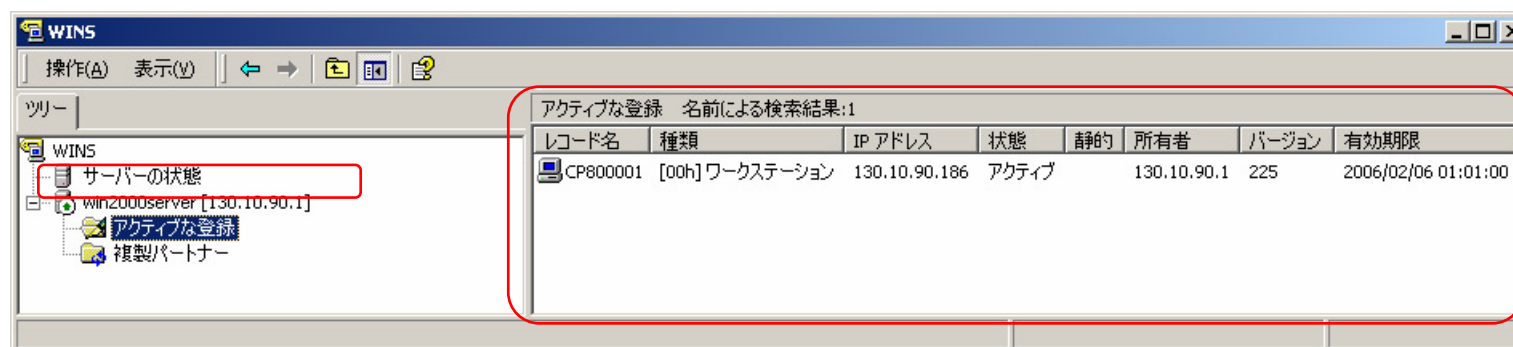 WINS
操作(A) 表示(V)
ツリー
WINS
サーバーの状態
win2000server [130.10.90.1]
アクティブな登録
複製パートナー
アクティブな登録 名前による検索結果:1
レコード名 種類 IP アドレス 状態 静的 所有者 バージョン 有効期限
CP800001 [00h] ワークステーション 130.10.90.186 アクティブ 130.10.90.1 225 2006/02/06 01:01:00